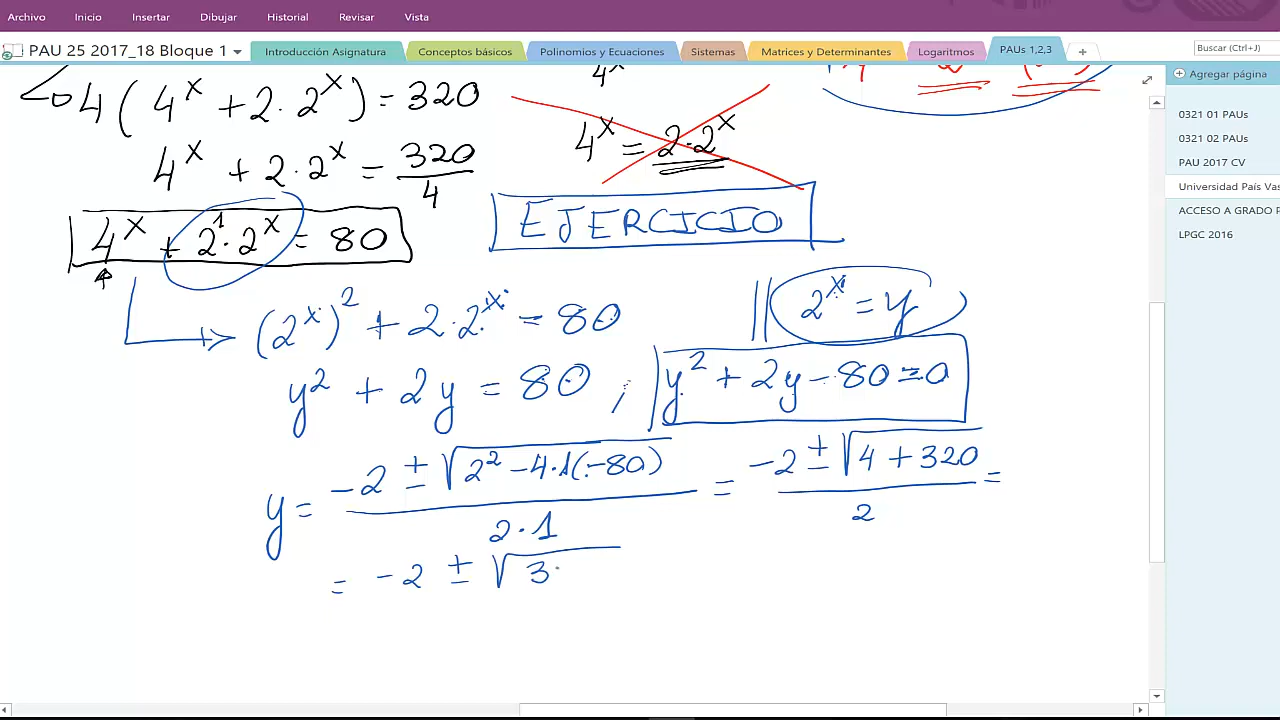 Archivo Inicio Insertar Dibujar Historial Revisar Vista
PAU 25 2017_18 Bloque 1
Introducción Asignatura Conceptos básicos Polinomios y Ecuaciones Sistemas Matrices y Determinantes Logaritmos PAUs 1,2,3 +
Buscar (Ctrl+J)
Agregar página
0321 01 PAUs
0321 02 PAUs
PAU 2017 CV
Universidad País Vas
ACCESO A GRADO P
LPGC 2016
4(4^x + 2·2^x) = 320
4^x + 2·2^x = 320/4
4^x + 2^1·2^x = 80
4^x
4^x = 2·2^x
EJERCICIO
(2^x)^2 + 2·2^x = 80
2^x = y
y^2 + 2y = 80 ; y^2 + 2y - 80 = 0
y = (-2 ± √(2^2 - 4·1(-80)))/(2·1) = (-2 ± √(4 + 320))/2 =
= -2 ± √3